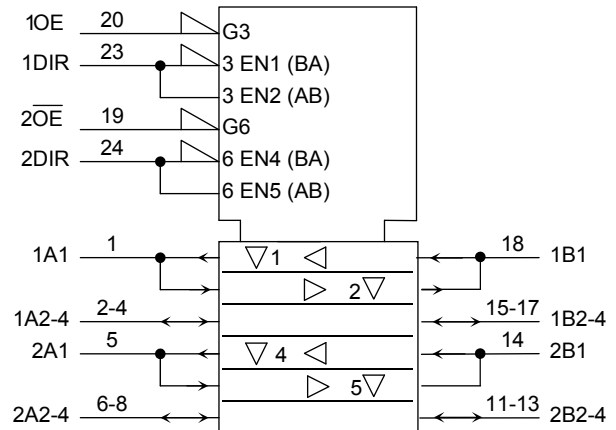 1OE 20 G3
1DIR 23 3 EN1 (BA)
3 EN2 (AB)
2O̅E̅ 19 G6
2DIR 24 6 EN4 (BA)
6 EN5 (AB)
1A1 1 1 18 1B1
2
1A2-4 2-4 15-17 1B2-4
2A1 5 4 14 2B1
5
2A2-4 6-8 11-13 2B2-4